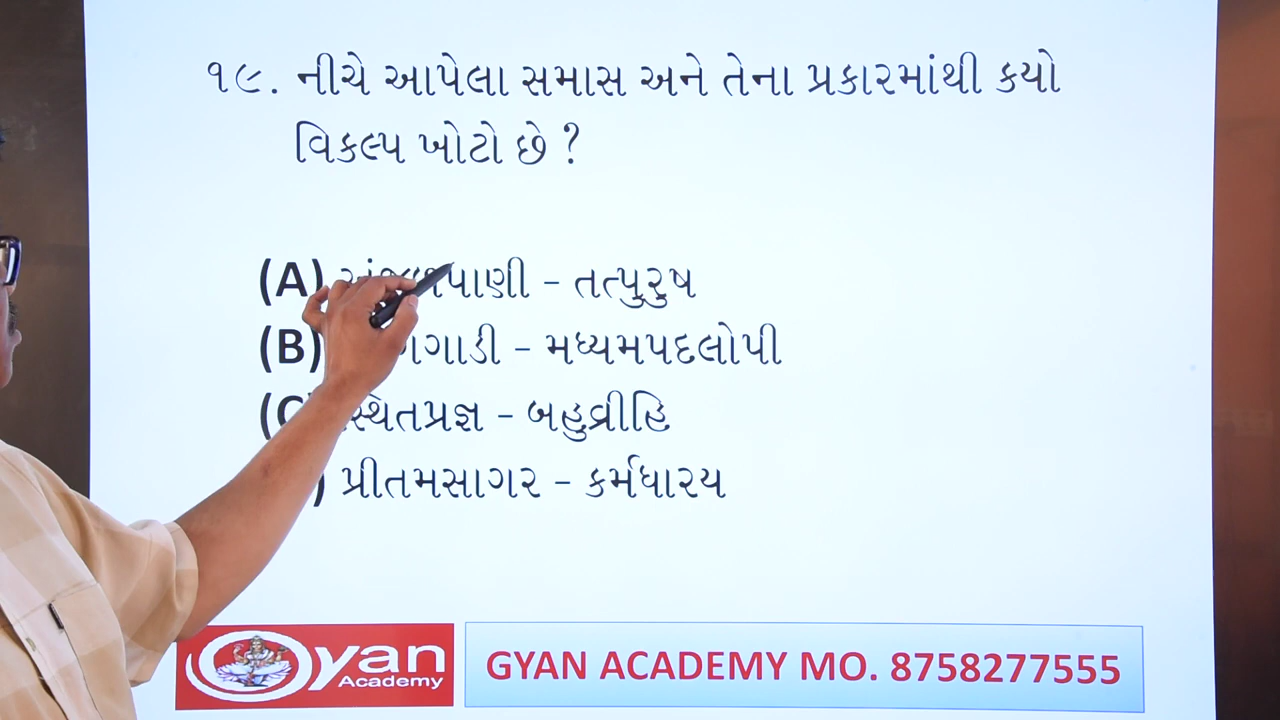 ૧૯. નીચે આપેલા સમાસ અને તેના પ્રકારમાંથી કયો
વિકલ્પ ખોટો છે ?
(A) - તત્પુરુષ
(B) - મધ્યમપદલોપી
(C) સ્થિતપ્રજ્ઞ - બહુવ્રીહિ
) પ્રીતમસાગર - કર્મધારય
Gyan
Academy
GYAN ACADEMY MO. 8758277555